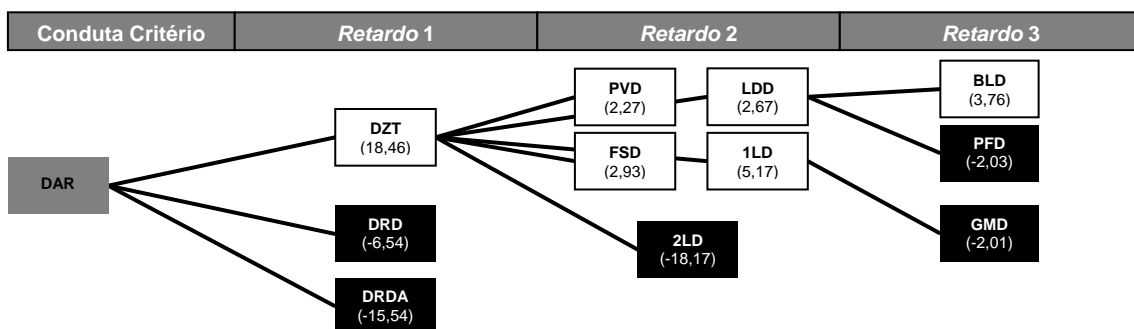 Conduta Critério Retardo 1 Retardo 2 Retardo 3
DAR
DZT
(18,46)
DRD
(-6,54)
DRDA
(-15,54)
PVD
(2,27)
LDD
(2,67)
FSD
(2,93)
1LD
(5,17)
2LD
(-18,17)
BLD
(3,76)
PFD
(-2,03)
GMD
(-2,01)